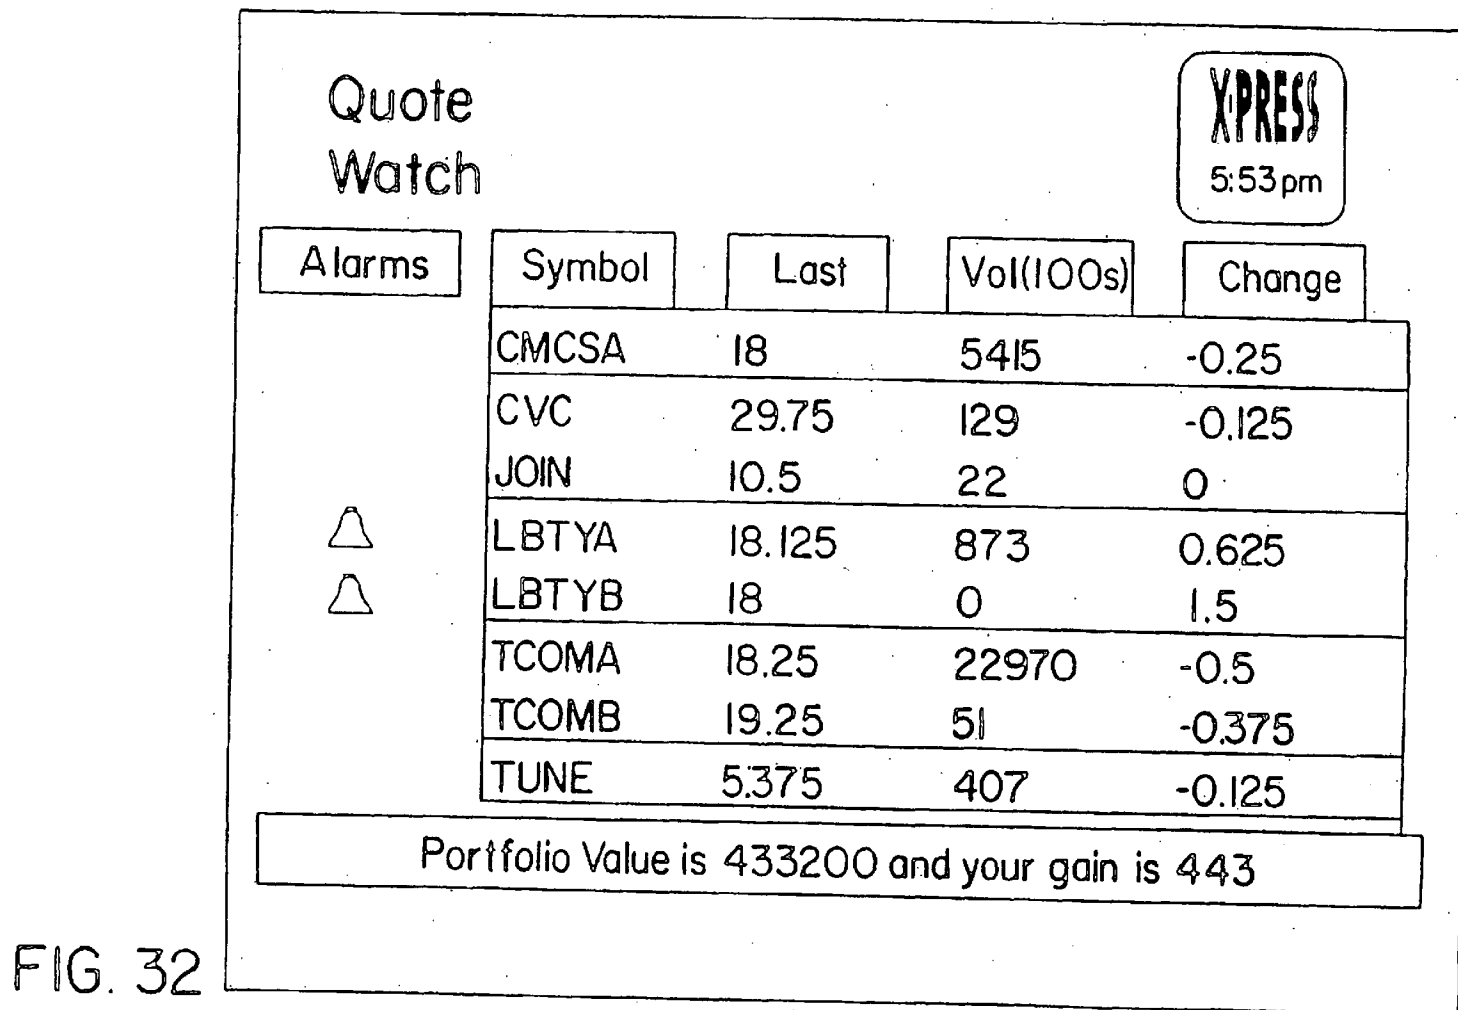 Quote
Watch
X·PRESS
5:53pm
Alarms Symbol Last Vol(100s) Change
CMCSA 18 5415 -0.25
CVC 29.75 129 -0.125
JOIN 10.5 22 0
LBTYA 18.125 873 0.625
LBTYB 18 0 1.5
TCOMA 18.25 22970 -0.5
TCOMB 19.25 51 -0.375
TUNE 5.375 407 -0.125
Portfolio Value is 433200 and your gain is 443
FIG. 32